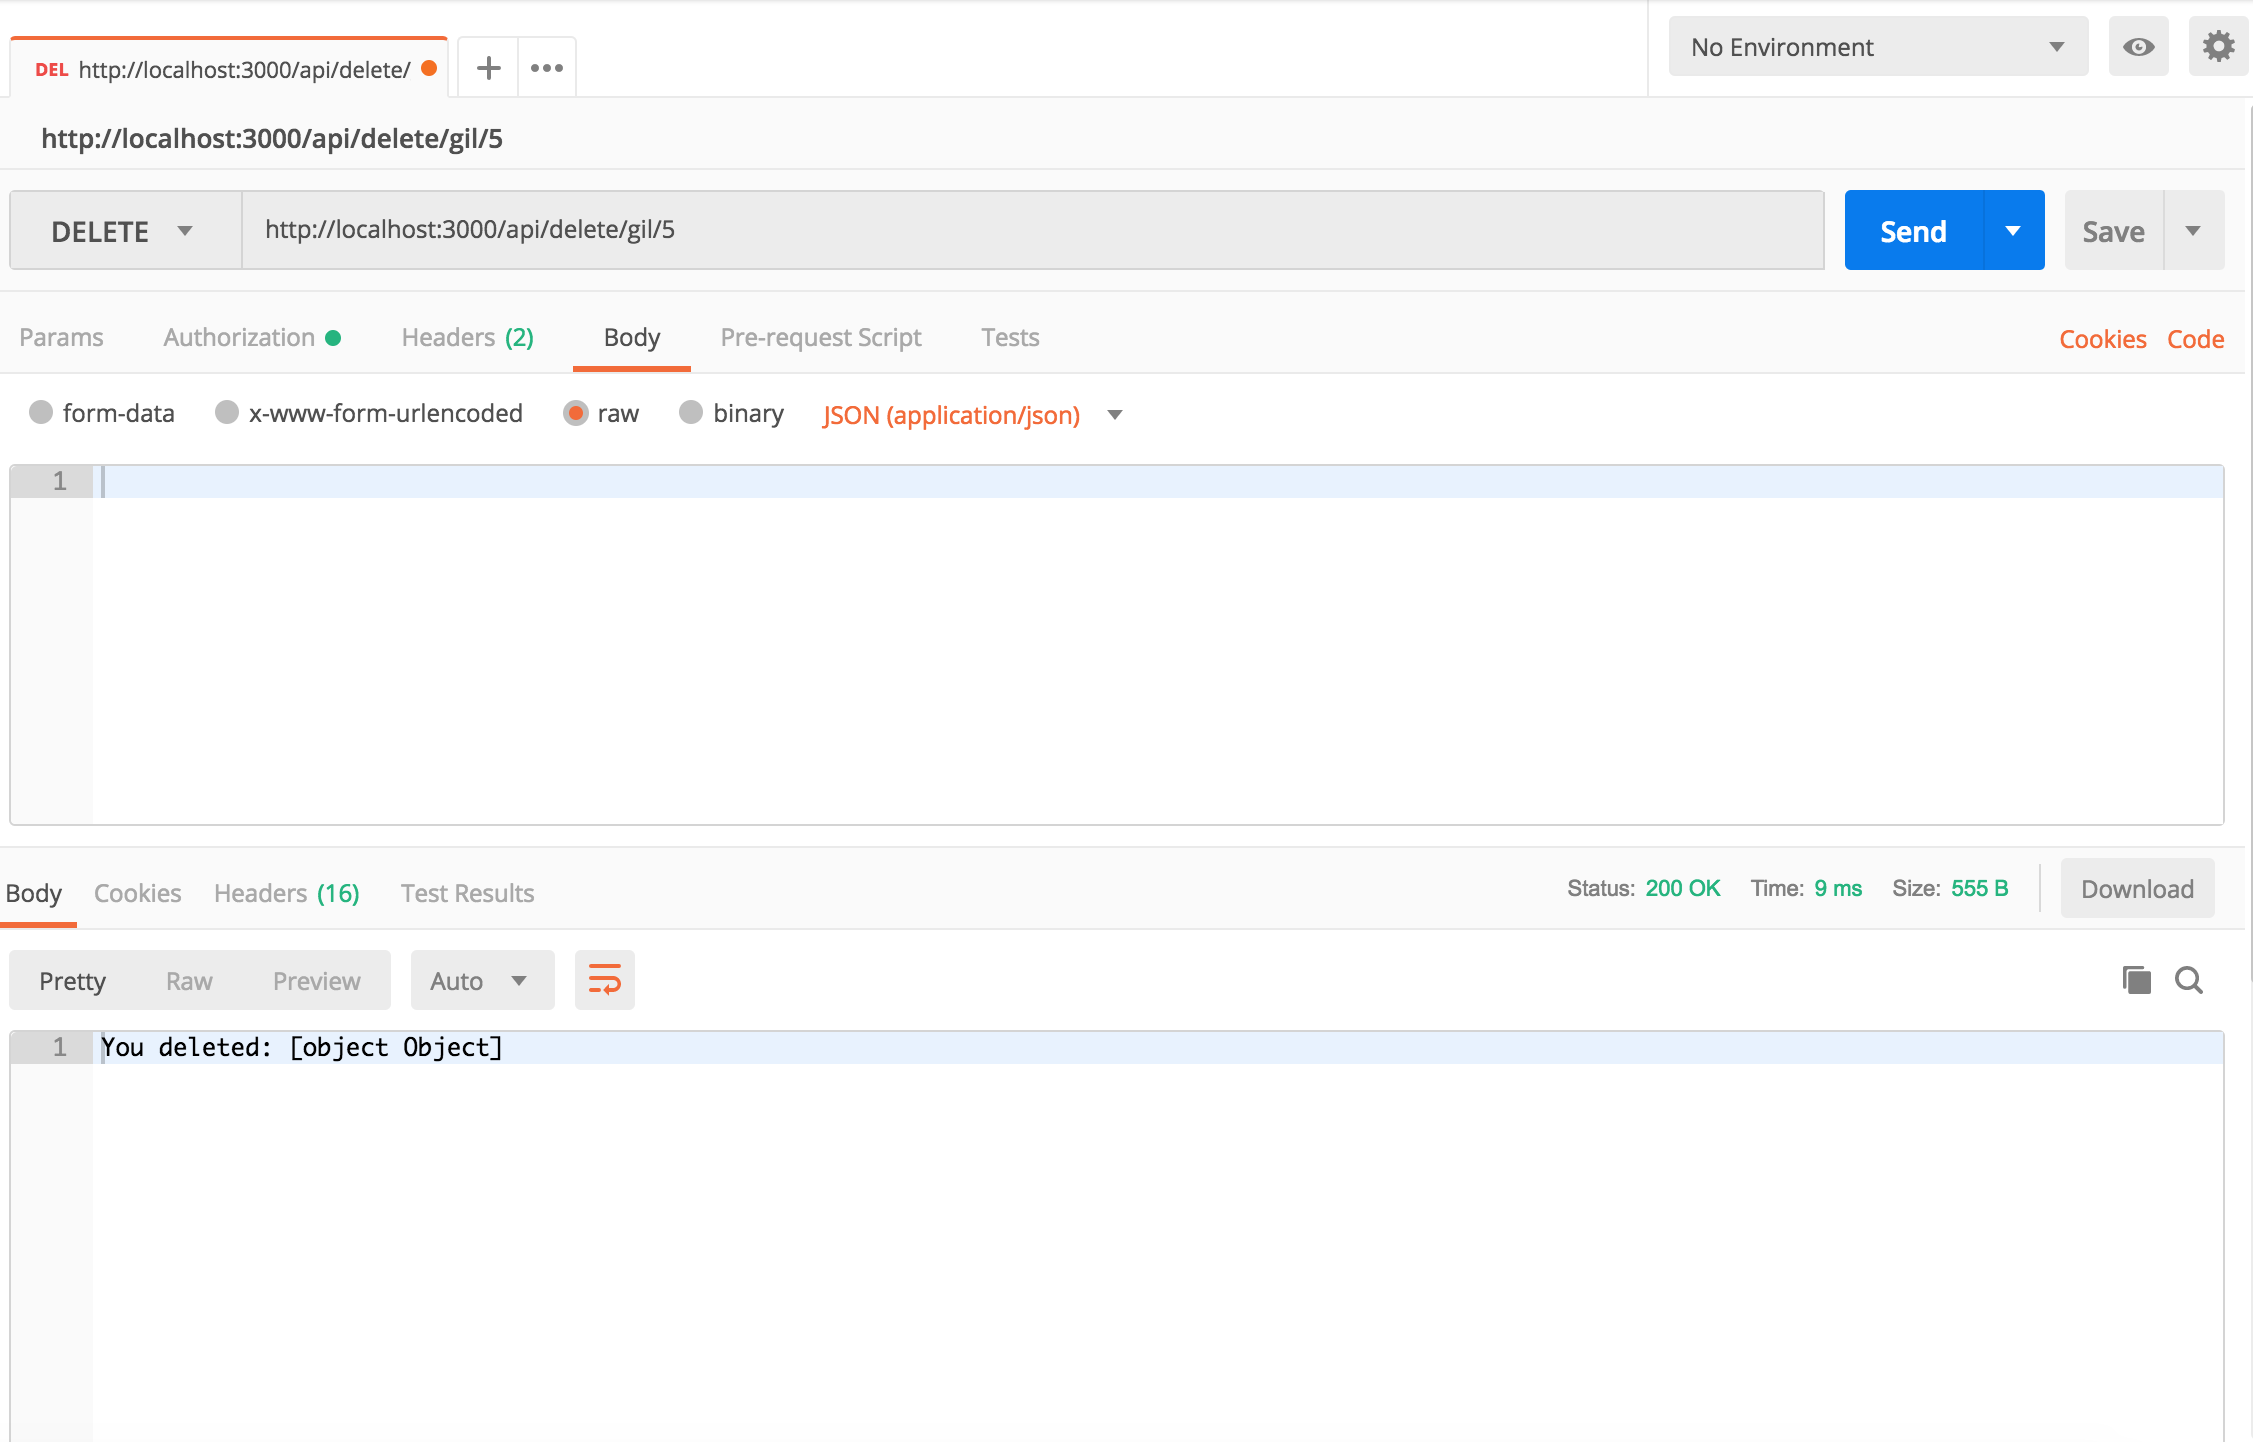 DEL http://localhost:3000/api/delete/
No Environment
http://localhost:3000/api/delete/gil/5
DELETE http://localhost:3000/api/delete/gil/5 Send Save
Params Authorization Headers (2) Body Pre-request Script Tests Cookies Code
form-data x-www-form-urlencoded raw binary JSON (application/json)
1
Body Cookies Headers (16) Test Results Status: 200 OK Time: 9 ms Size: 555 B Download
Pretty Raw Preview Auto
1 You deleted: [object Object]